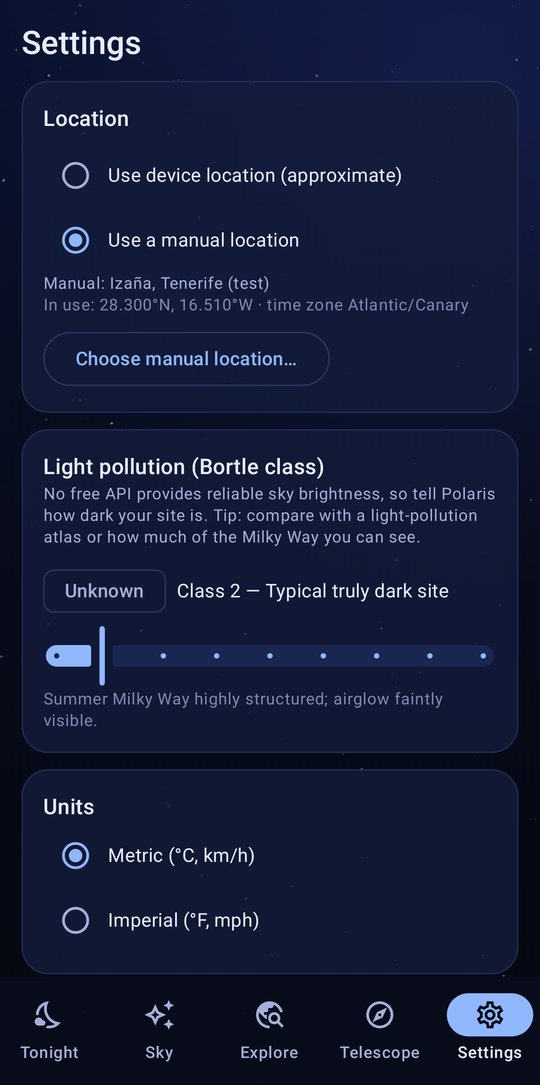 Settings
Location
Use device location (approximate)
Use a manual location
Manual: Izaña, Tenerife (test)
In use: 28.300°N, 16.510°W · time zone Atlantic/Canary
Choose manual location…
Light pollution (Bortle class)
No free API provides reliable sky brightness, so tell Polaris
how dark your site is. Tip: compare with a light-pollution
atlas or how much of the Milky Way you can see.
Unknown
Class 2 — Typical truly dark site
Summer Milky Way highly structured; airglow faintly
visible.
Units
Metric (°C, km/h)
Imperial (°F, mph)
Tonight
Sky
Explore
Telescope
Settings